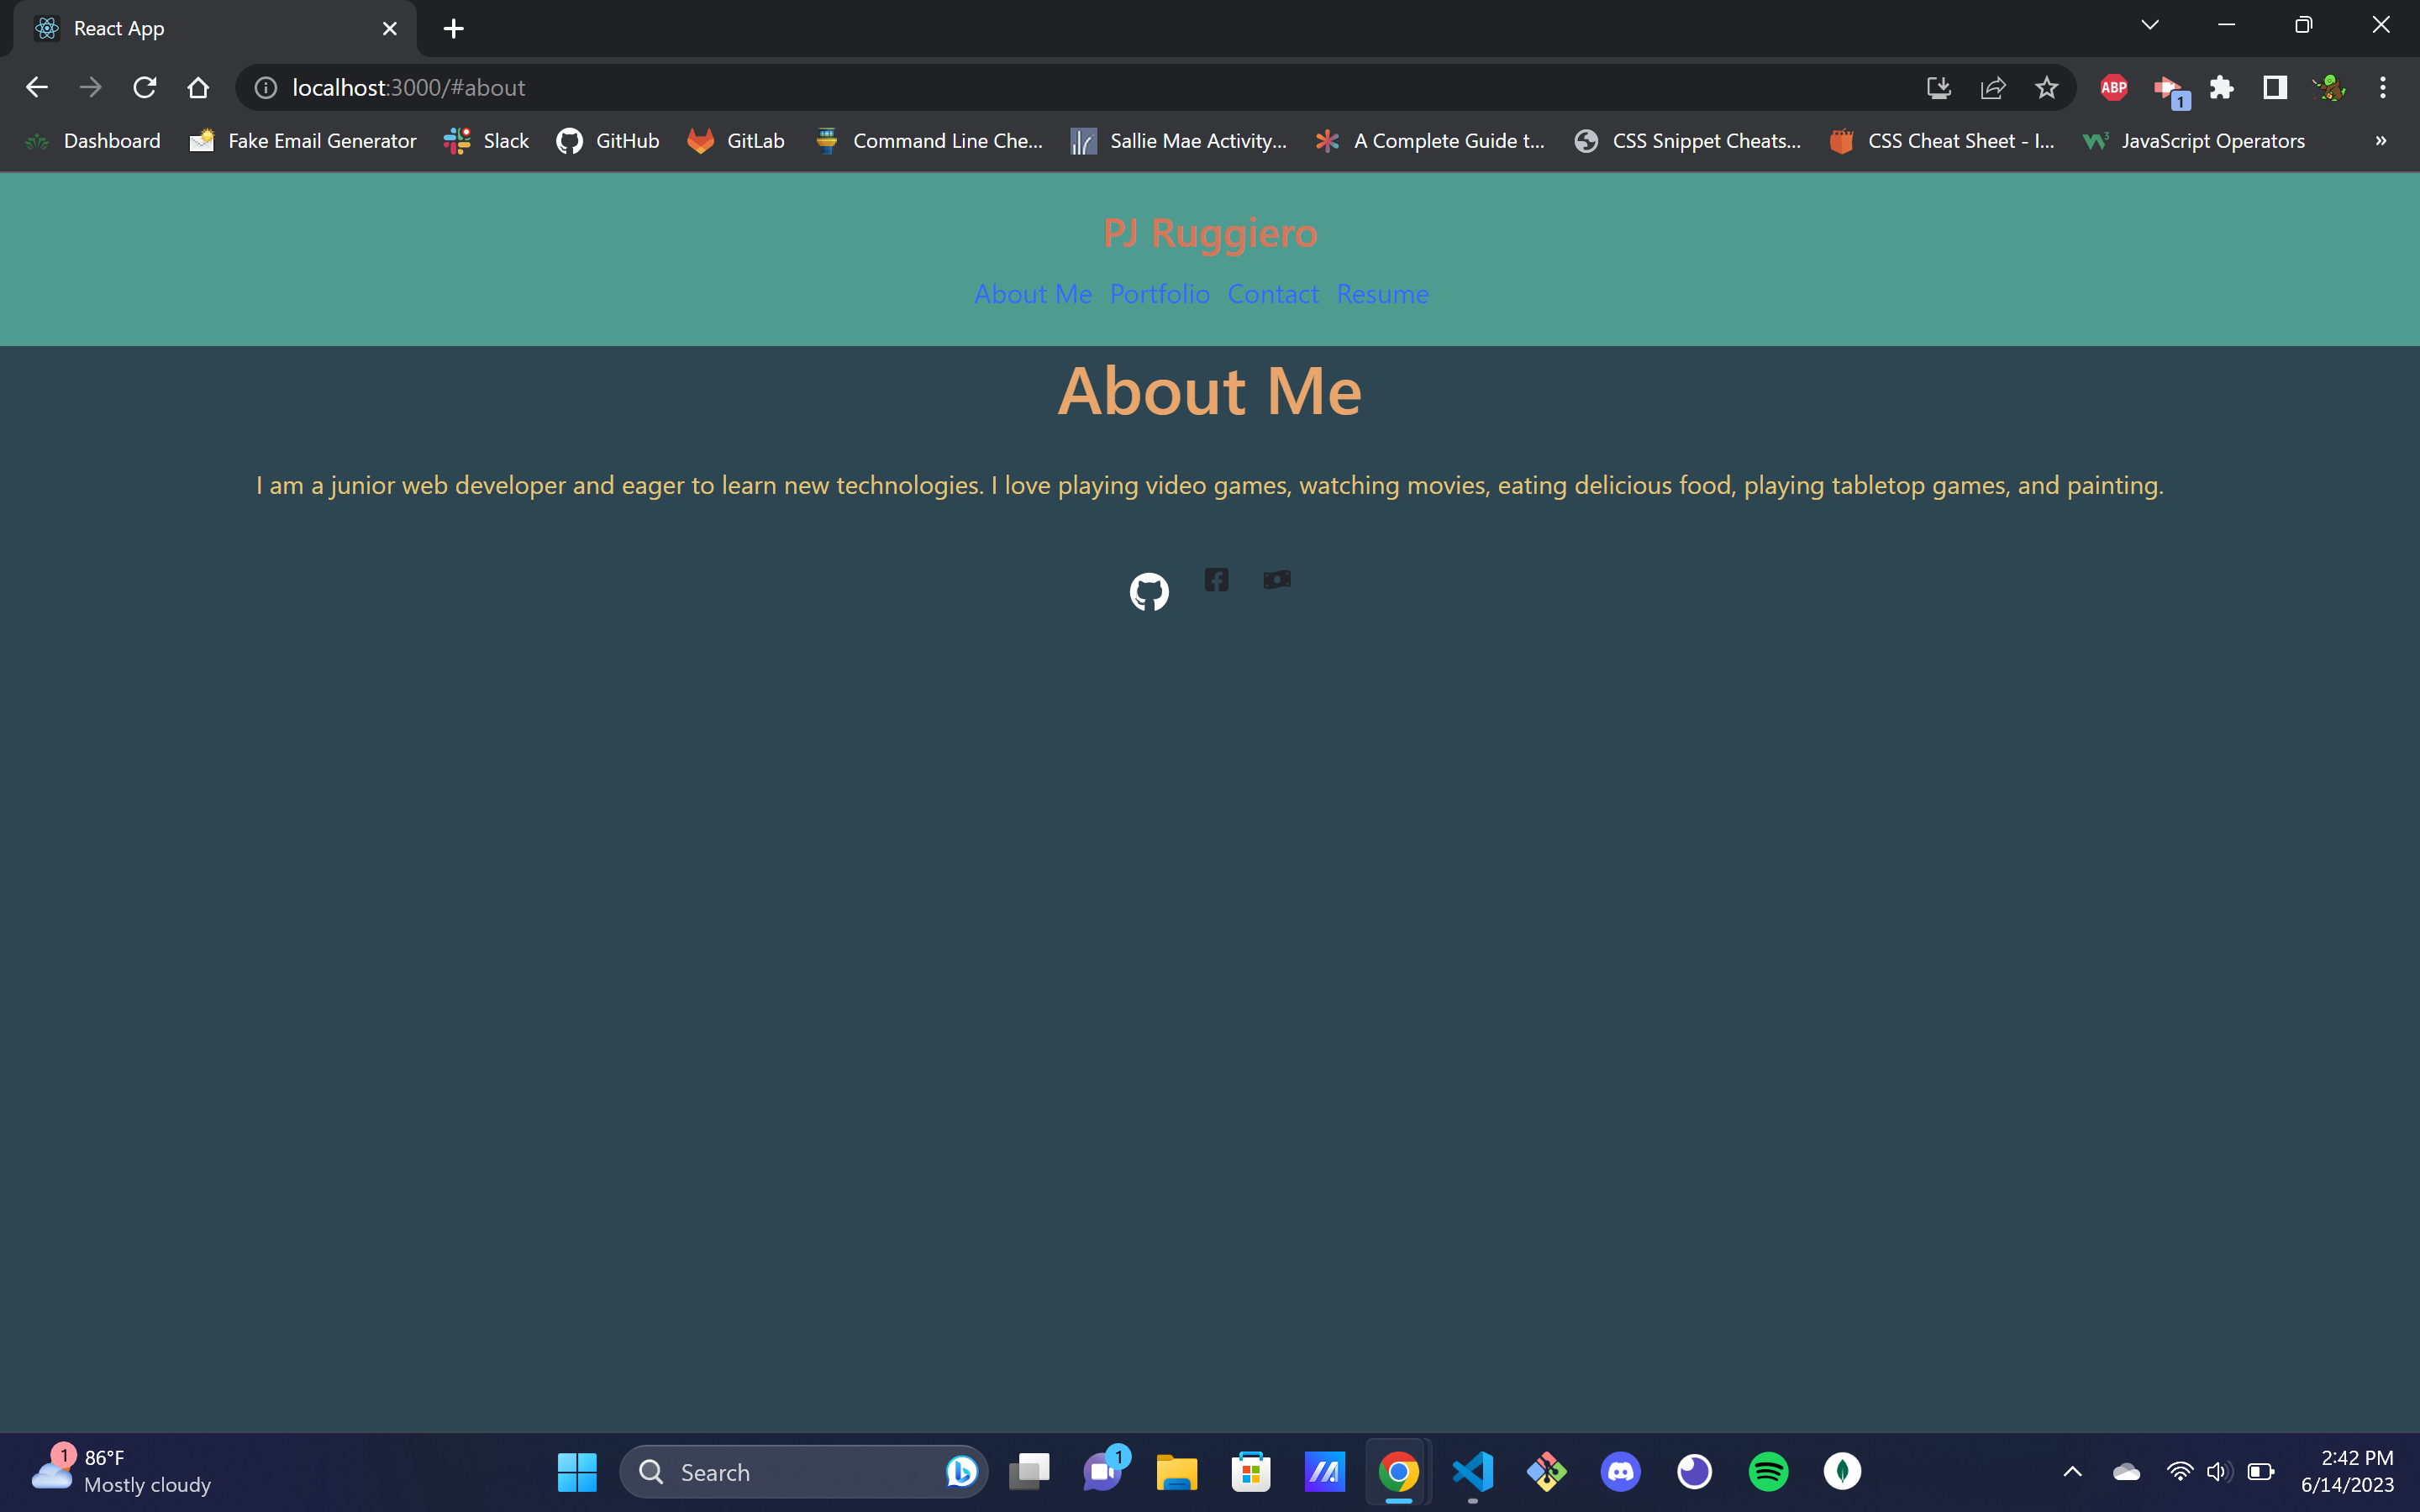 React App
localhost:3000/#about
ABP
1
Dashboard Fake Email Generator Slack GitHub GitLab Command Line Che... Sallie Mae Activity... A Complete Guide t... CSS Snippet Cheats... CSS Cheat Sheet - I... JavaScript Operators »
PJ Ruggiero
About Me Portfolio Contact Resume
About Me
I am a junior web developer and eager to learn new technologies. I love playing video games, watching movies, eating delicious food, playing tabletop games, and painting.
1 86°F
Mostly cloudy
Search
1
2:42 PM
6/14/2023